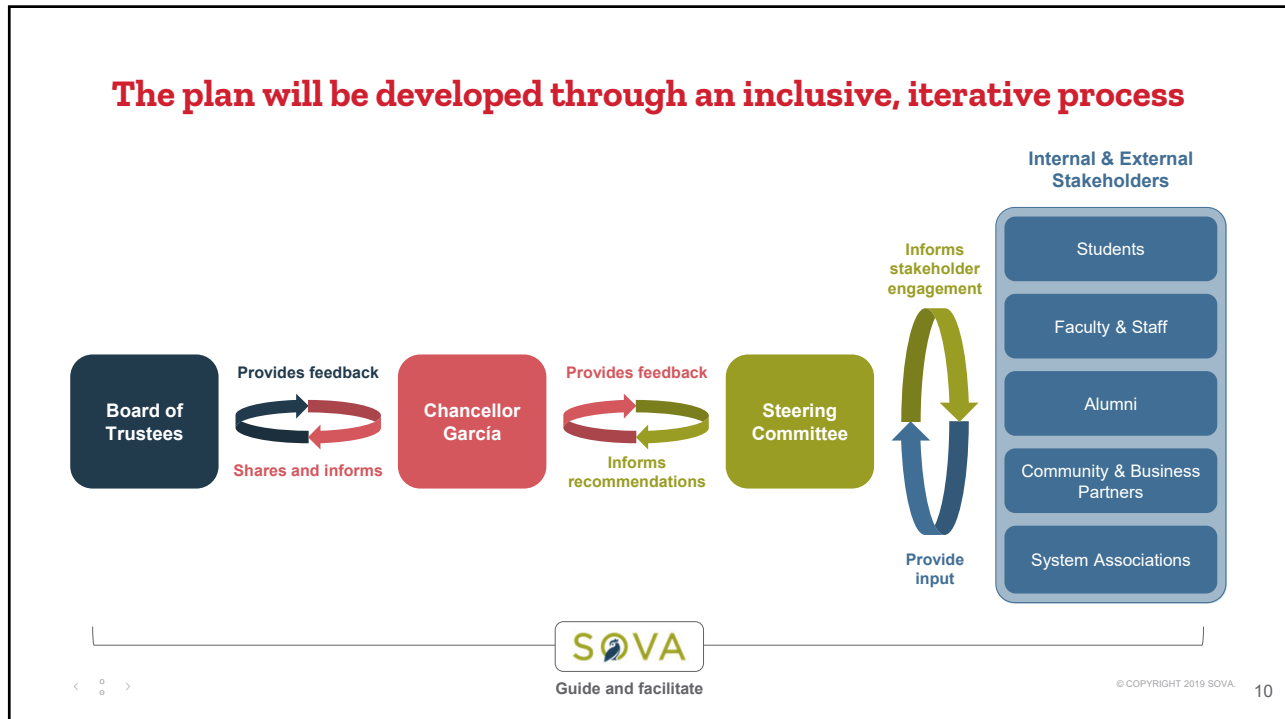 The plan will be developed through an inclusive, iterative process
Internal & External
Stakeholders
Board of
Trustees
Provides feedback
Shares and informs
Chancellor
García
Provides feedback
Informs
recommendations
Steering
Committee
Informs
stakeholder
engagement
Provide
input
Students
Faculty & Staff
Alumni
Community & Business
Partners
System Associations
SOVA
Guide and facilitate
© COPYRIGHT 2019 SOVA.
10